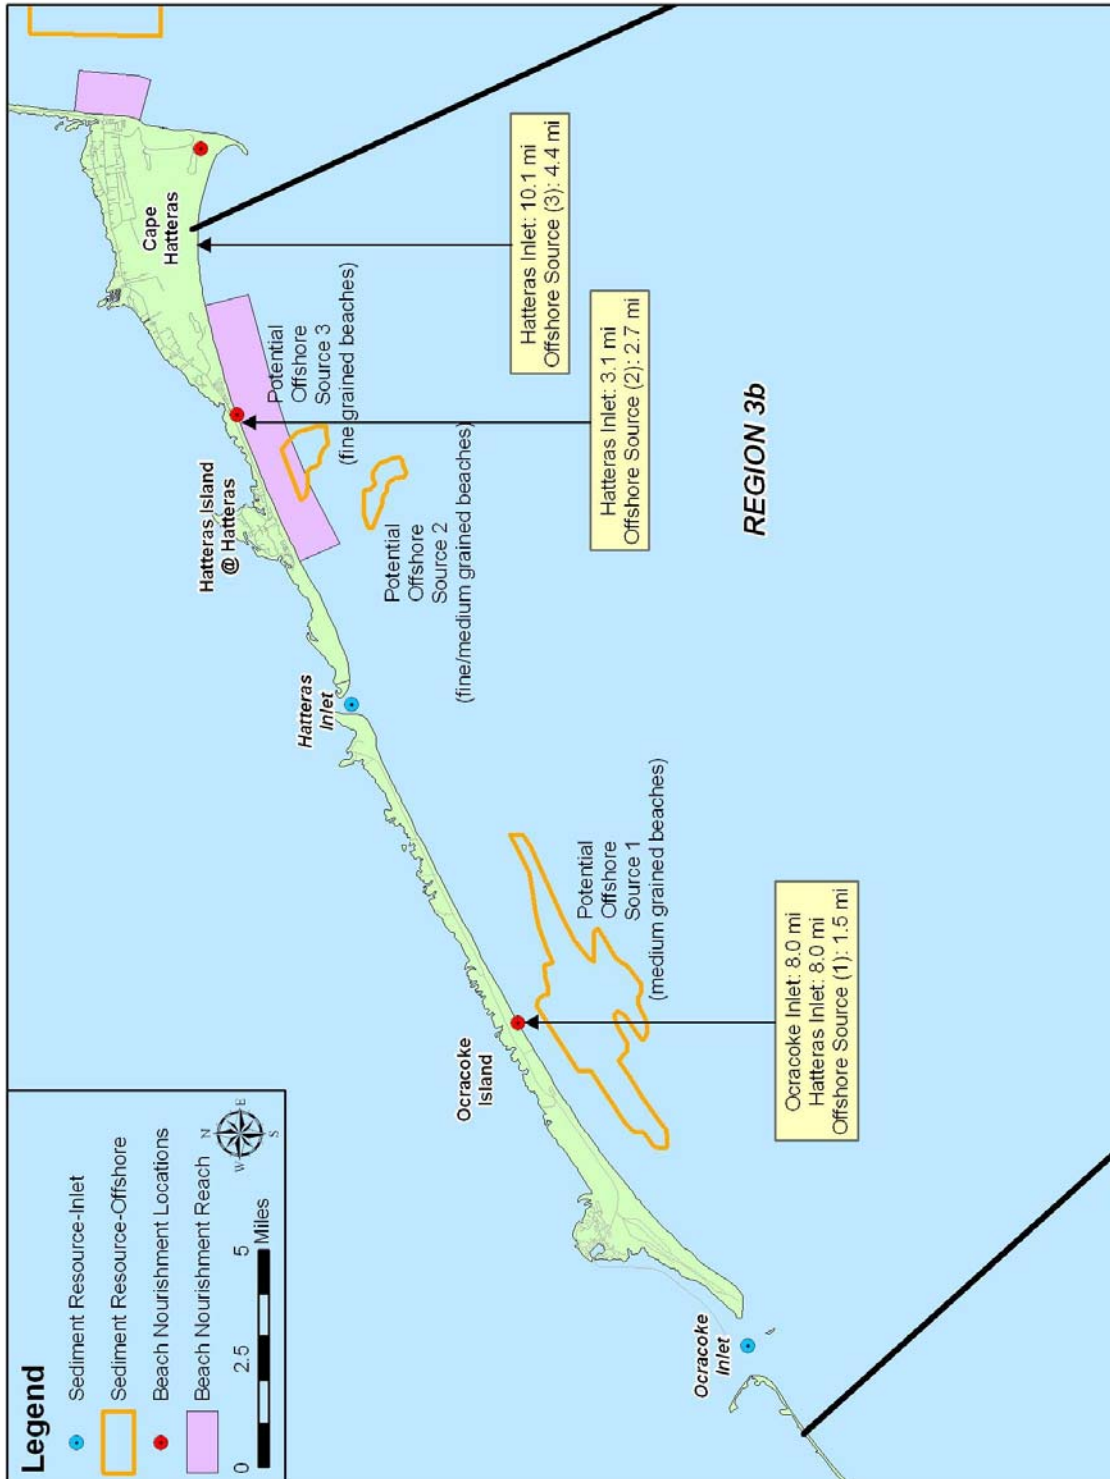 Legend
Sediment Resource-Inlet
Sediment Resource-Offshore
Beach Nourishment Locations
Beach Nourishment Reach
0 2.5 5
Miles
N
W E
S
Cape
Hatteras
Hatteras Island
@ Hatteras
Hatteras
Inlet
Ocracoke
Island
Ocracoke
Inlet
Potential
Offshore
Source 3
(fine grained beaches)
Potential
Offshore
Source 2
(fine/medium grained beaches)
Potential
Offshore
Source 1
(medium grained beaches)
Hatteras Inlet: 10.1 mi
Offshore Source (3): 4.4 mi
Hatteras Inlet: 3.1 mi
Offshore Source (2): 2.7 mi
Ocracoke Inlet: 8.0 mi
Hatteras Inlet: 8.0 mi
Offshore Source (1): 1.5 mi
REGION 3b